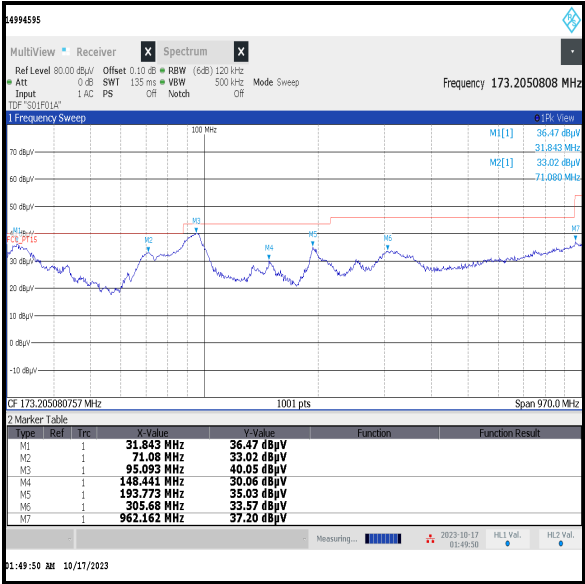 14994595
MultiView Receiver X Spectrum X
Ref Level 80.00 dBµV Offset 0.10 dB RBW (6dB) 120 kHz
Att 0 dB SWT 135 ms VBW 500 kHz Mode Sweep Frequency 173.2050808 MHz
Input 1 AC PS Off Notch Off
TDF "S01F01A"
1 Frequency Sweep 1Pk View
100 MHz
M1[1] 36.47 dBµV
31.843 MHz
M2[1] 33.02 dBµV
71.080 MHz
70 dBµV
60 dBµV
50 dBµV
40 dBµV
30 dBµV
20 dBµV
10 dBµV
0 dBµV
-10 dBµV
M1
M2
M3
M4
M5
M6
M7
CF 173.205080757 MHz 1001 pts Span 970.0 MHz
2 Marker Table
Type Ref Trc X-Value Y-Value Function Function Result
M1 1 31.843 MHz 36.47 dBµV
M2 1 71.08 MHz 33.02 dBµV
M3 1 95.093 MHz 40.05 dBµV
M4 1 148.441 MHz 30.06 dBµV
M5 1 193.773 MHz 35.03 dBµV
M6 1 305.68 MHz 33.57 dBµV
M7 1 962.162 MHz 37.20 dBµV
Measuring... 2023-10-17 HL1 Val. HL2 Val.
01:49:50
01:49:50 AM 10/17/2023